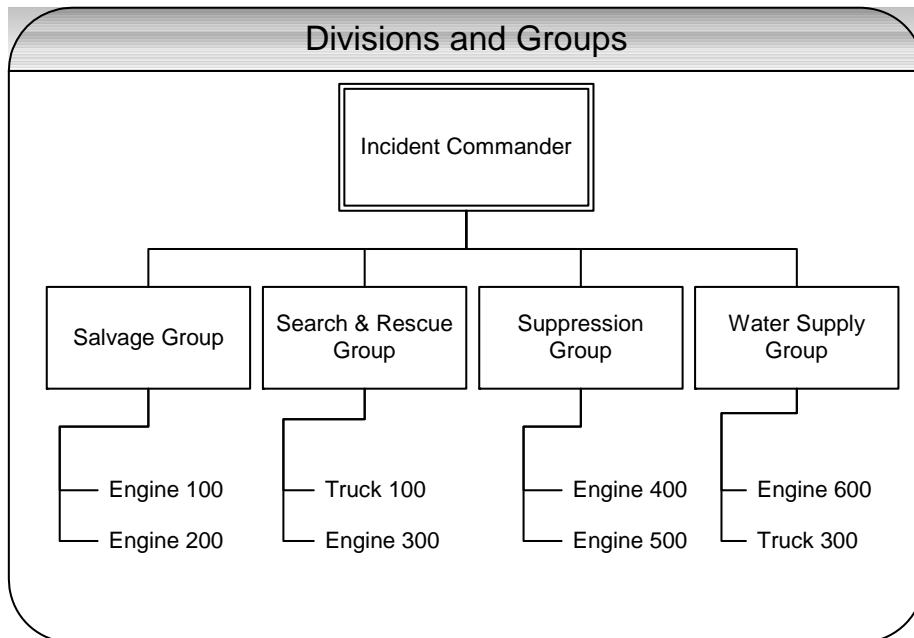 Divisions and Groups
Incident Commander
Salvage Group
Search & Rescue
Group
Suppression
Group
Water Supply
Group
Engine 100
Engine 200
Truck 100
Engine 300
Engine 400
Engine 500
Engine 600
Truck 300